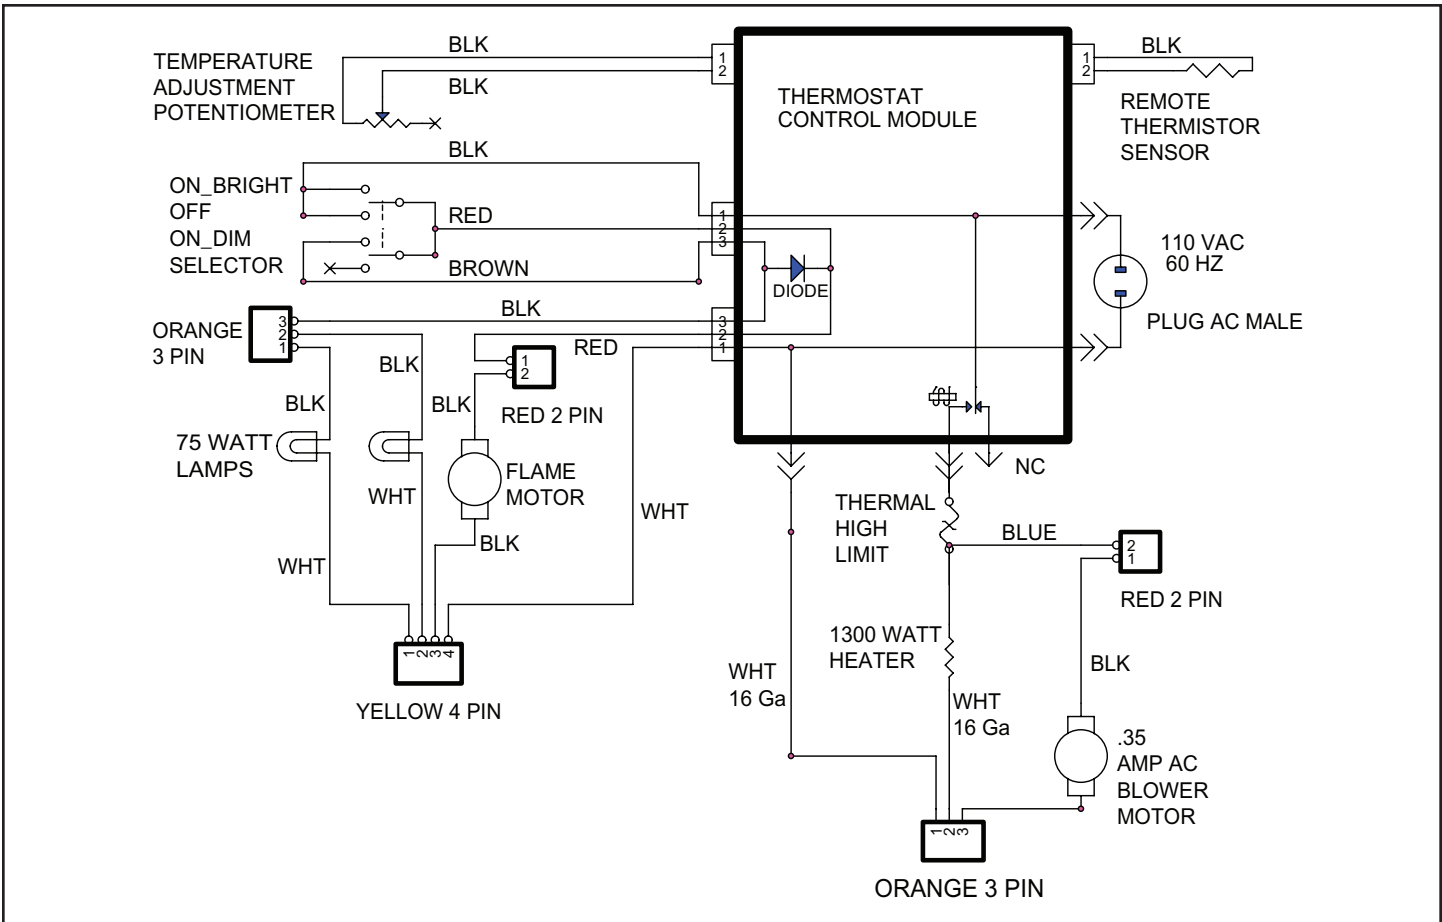 BLK
TEMPERATURE
ADJUSTMENT
POTENTIOMETER
BLK
1
2
THERMOSTAT
CONTROL MODULE
1
2
BLK
REMOTE
THERMISTOR
SENSOR
BLK
ON_BRIGHT
OFF
ON_DIM
SELECTOR
RED
BROWN
1
2
3
DIODE
110 VAC
60 HZ
PLUG AC MALE
ORANGE
3 PIN
3
2
1
BLK
3
2
1
RED
BLK
1
2
RED 2 PIN
BLK
BLK
75 WATT
LAMPS
WHT
FLAME
MOTOR
BLK
WHT
WHT
1
2
3
4
YELLOW 4 PIN
NC
THERMAL
HIGH
LIMIT
BLUE
2
1
RED 2 PIN
1300 WATT
HEATER
BLK
WHT
16 Ga
WHT
16 Ga
.35
AMP AC
BLOWER
MOTOR
1
2
3
ORANGE 3 PIN